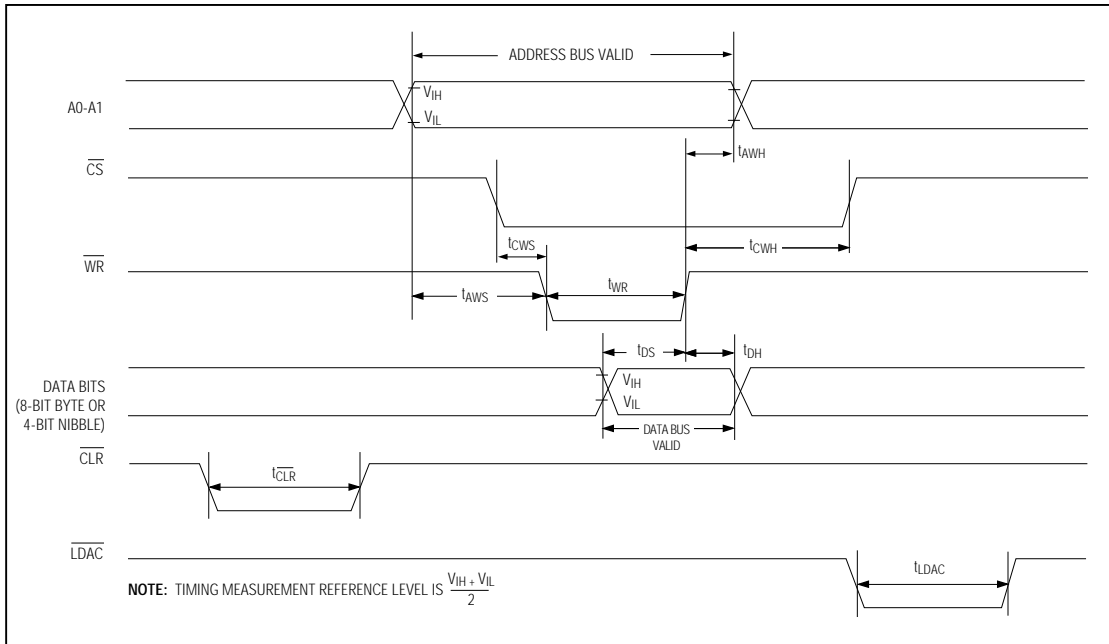 ADDRESS BUS VALID
A0-A1
VIH
VIL
tAWH
CS
tCWS
tCWH
WR
tAWS
tWR
tDS
tDH
DATA BITS
(8-BIT BYTE OR
4-BIT NIBBLE)
VIH
VIL
DATA BUS
VALID
CLR
tCLR
LDAC
tLDAC
NOTE: TIMING MEASUREMENT REFERENCE LEVEL IS VIH + VIL
2